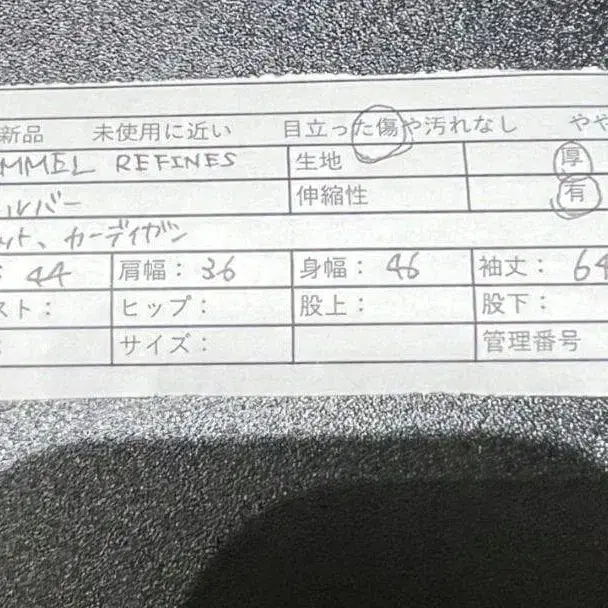 新品 未使用に近い 目立った傷や汚れなし やや
MMEL REFINES 生地 厚
ルバー 伸縮性 有
ット、カーディガン
: 44 肩幅: 36 身幅: 46 袖丈: 64
スト: ヒップ: 股上: 股下:
: サイズ: 管理番号